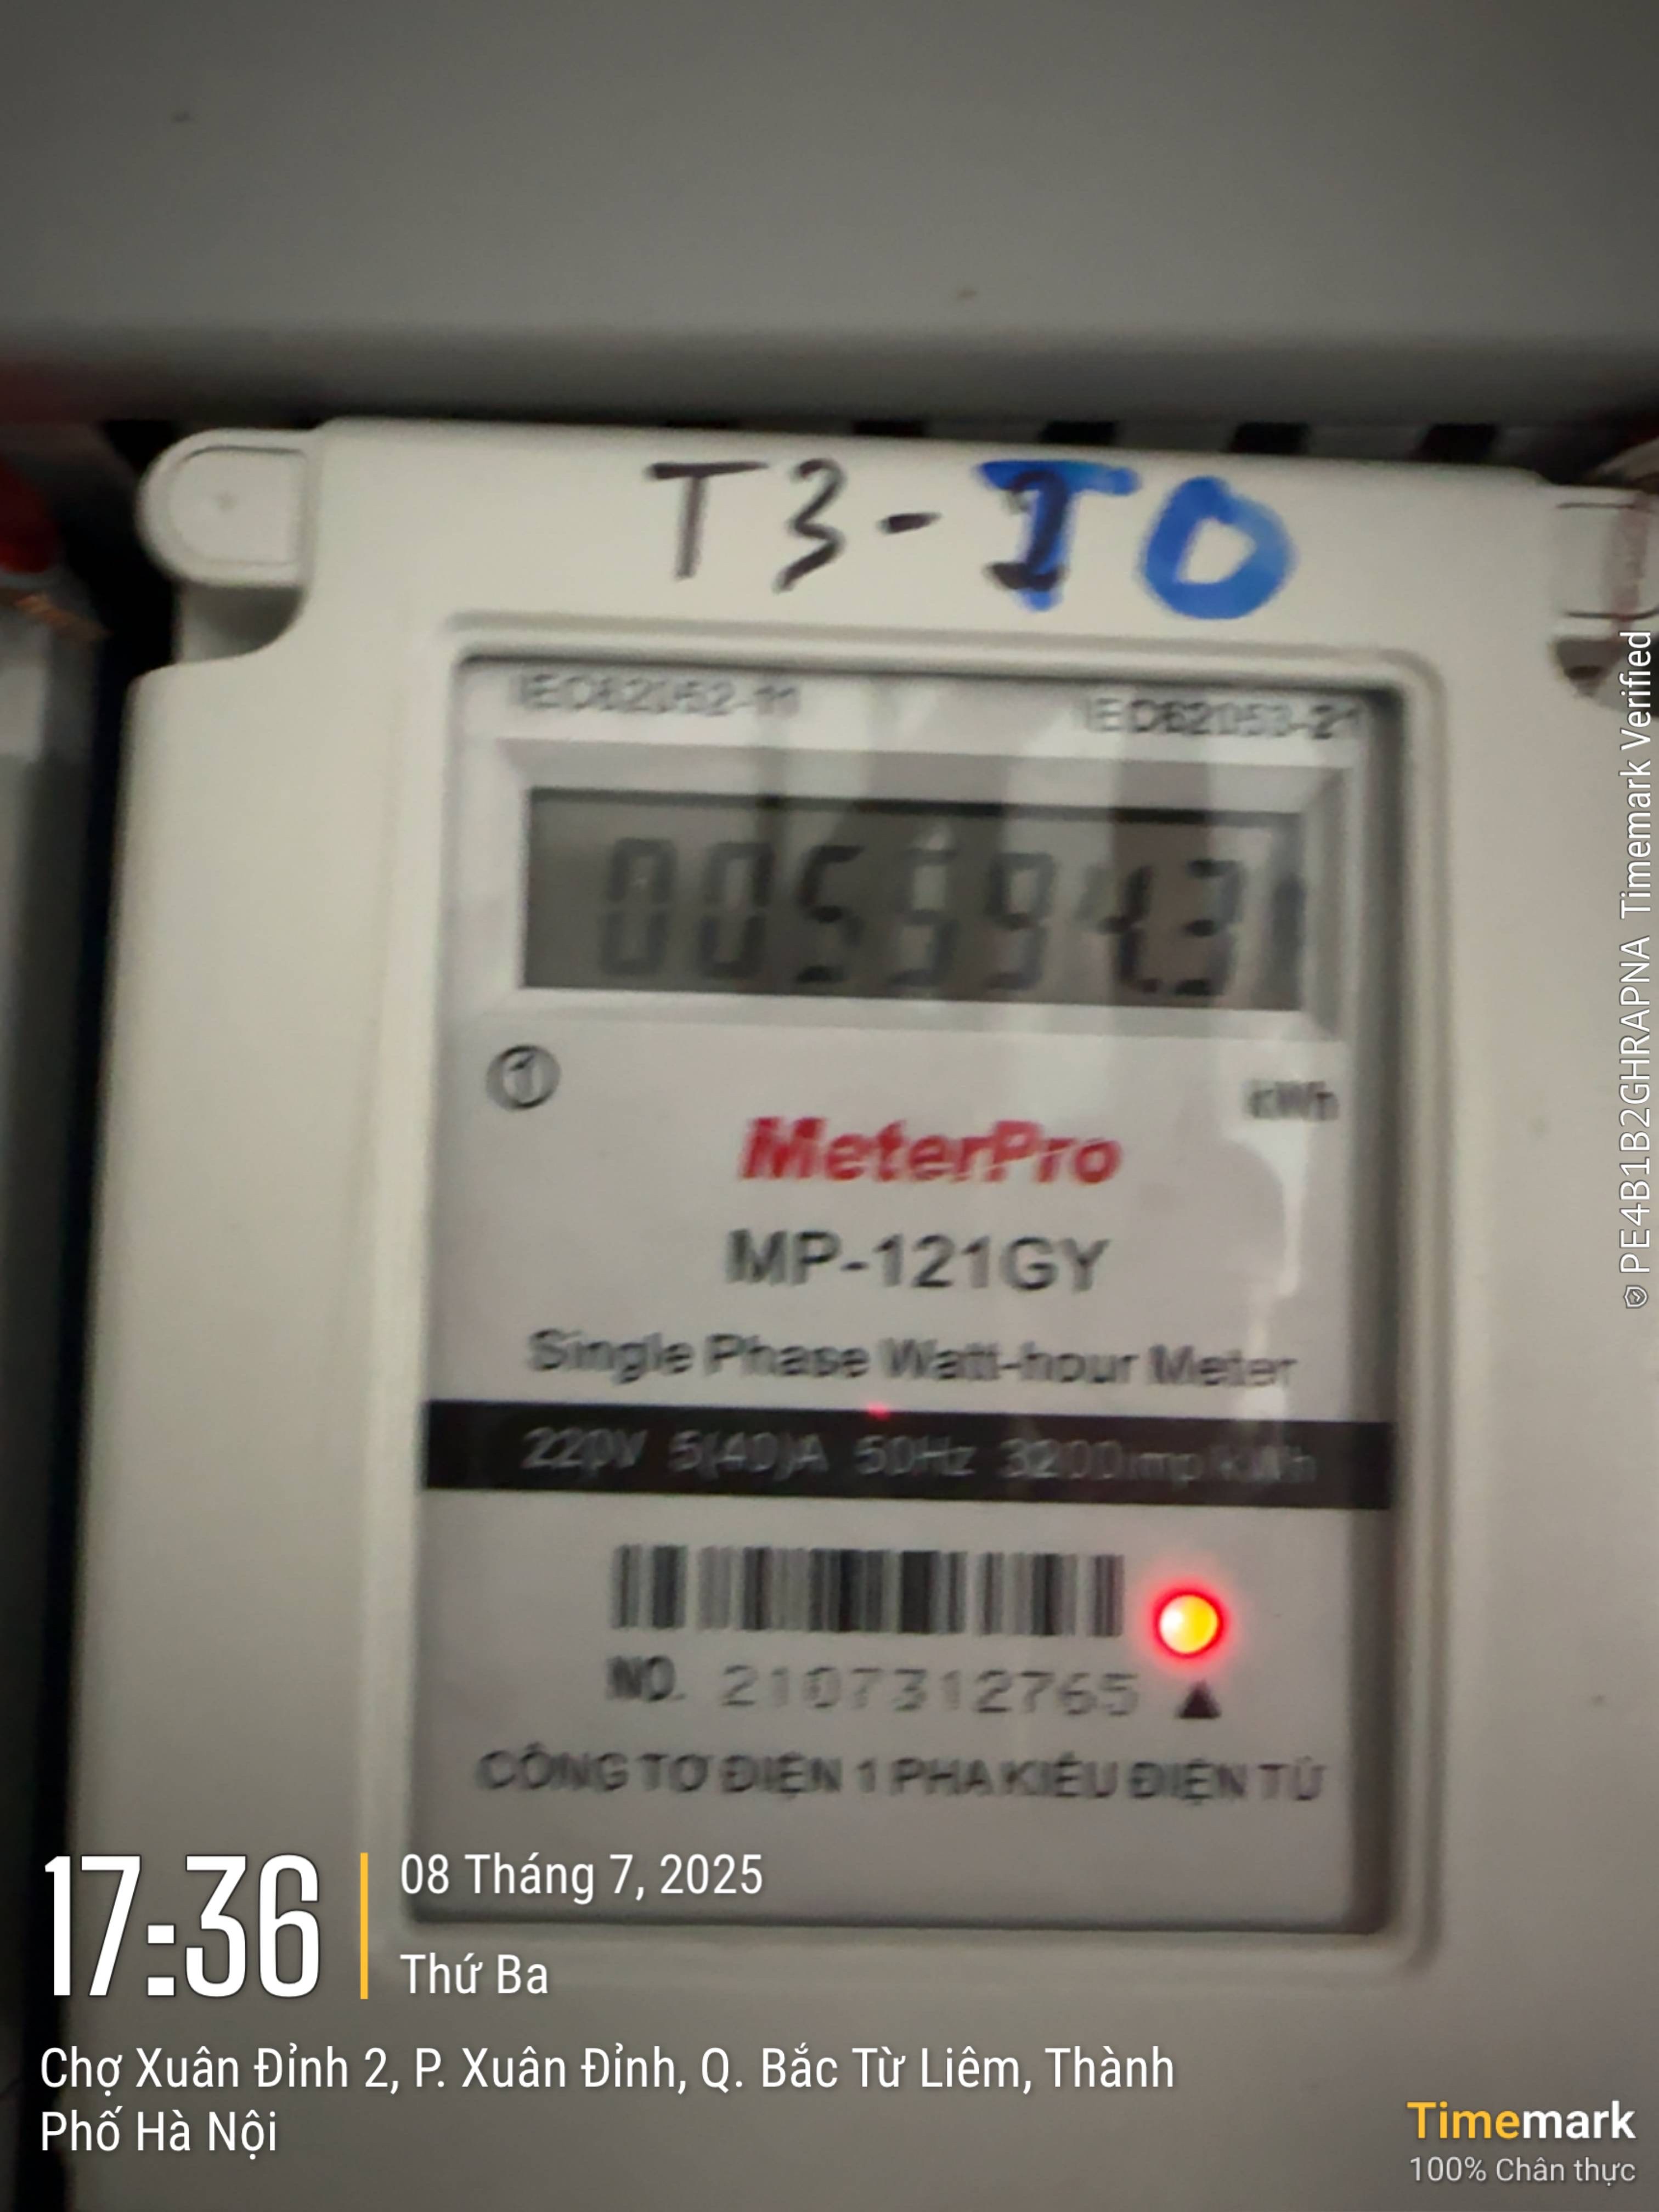 T3-10
IEC62052-11 IEC62053-21
1
kWh
MeterPro
MP-121GY
Single Phase Watt-hour Meter
220V 5(40)A 50Hz 3200imp/kWh
NO. 2107312765
CÔNG TƠ ĐIỆN 1 PHA KIỂU ĐIỆN TỬ
17:36
08 Tháng 7, 2025
Thứ Ba
Chợ Xuân Đỉnh 2, P. Xuân Đỉnh, Q. Bắc Từ Liêm, Thành
Phố Hà Nội
Timemark
100% Chân thực
PE4B1B2GHRAPNA Timemark Verified